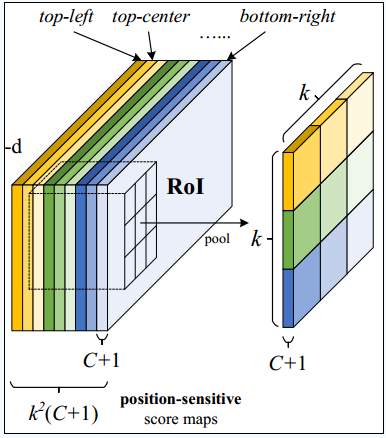 top-left top-center ...... bottom-right
k
-d
RoI
pool
k
C+1
C+1
k²(C+1)
position-sensitive
score maps